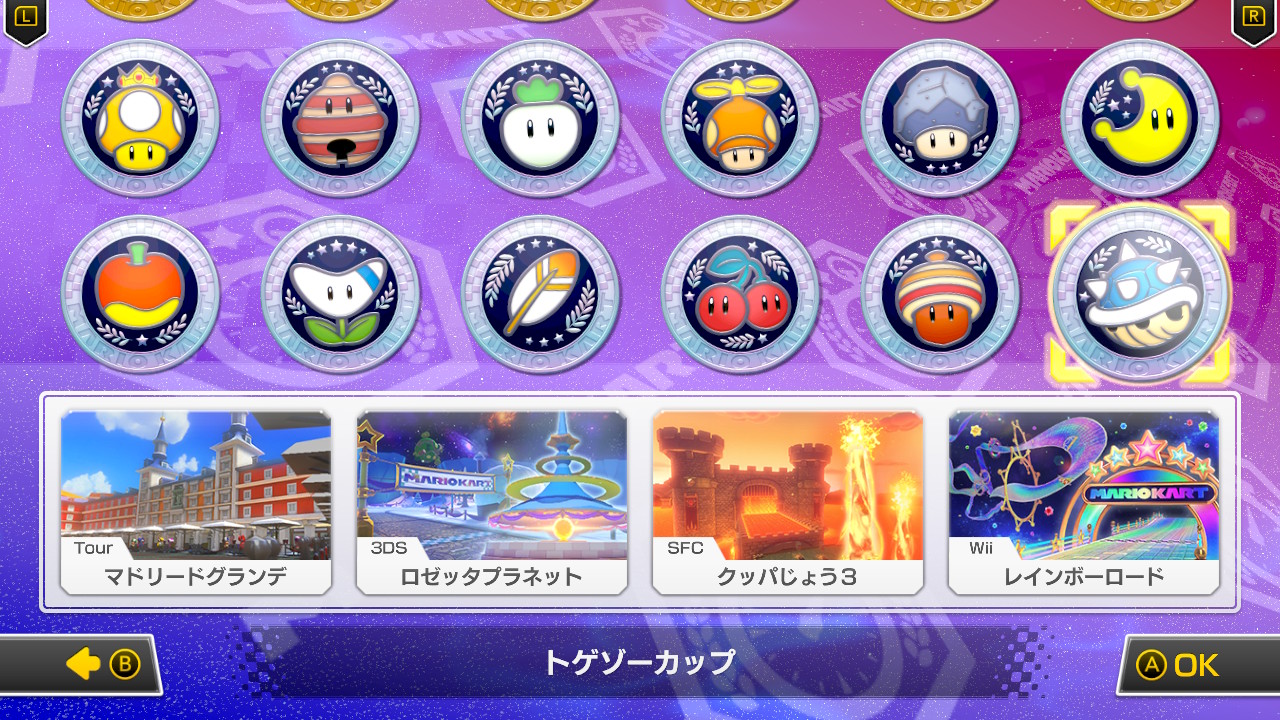 L
R
MARIOKART
MARIOKART
Tour
マドリードグランデ
3DS
ロゼッタプラネット
SFC
クッパじょう3
Wii
レインボーロード
B
トゲゾーカップ
A OK